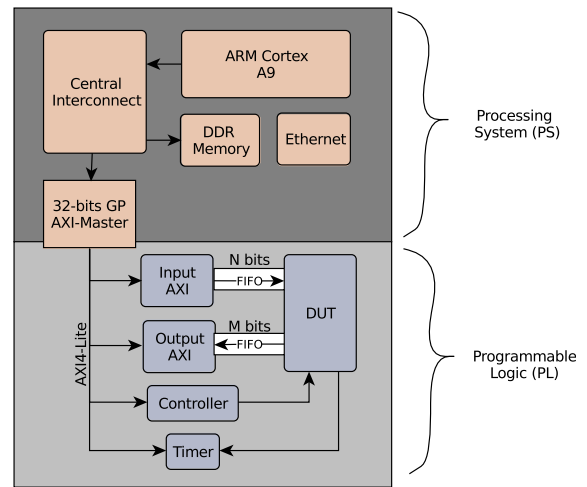 ARM Cortex
A9
Central
Interconnect
DDR
Memory
Ethernet
Processing
System (PS)
32-bits GP
AXI-Master
N bits
Input
AXI
FIFO
DUT
M bits
Output
AXI
FIFO
AXI4-Lite
Programmable
Logic (PL)
Controller
Timer